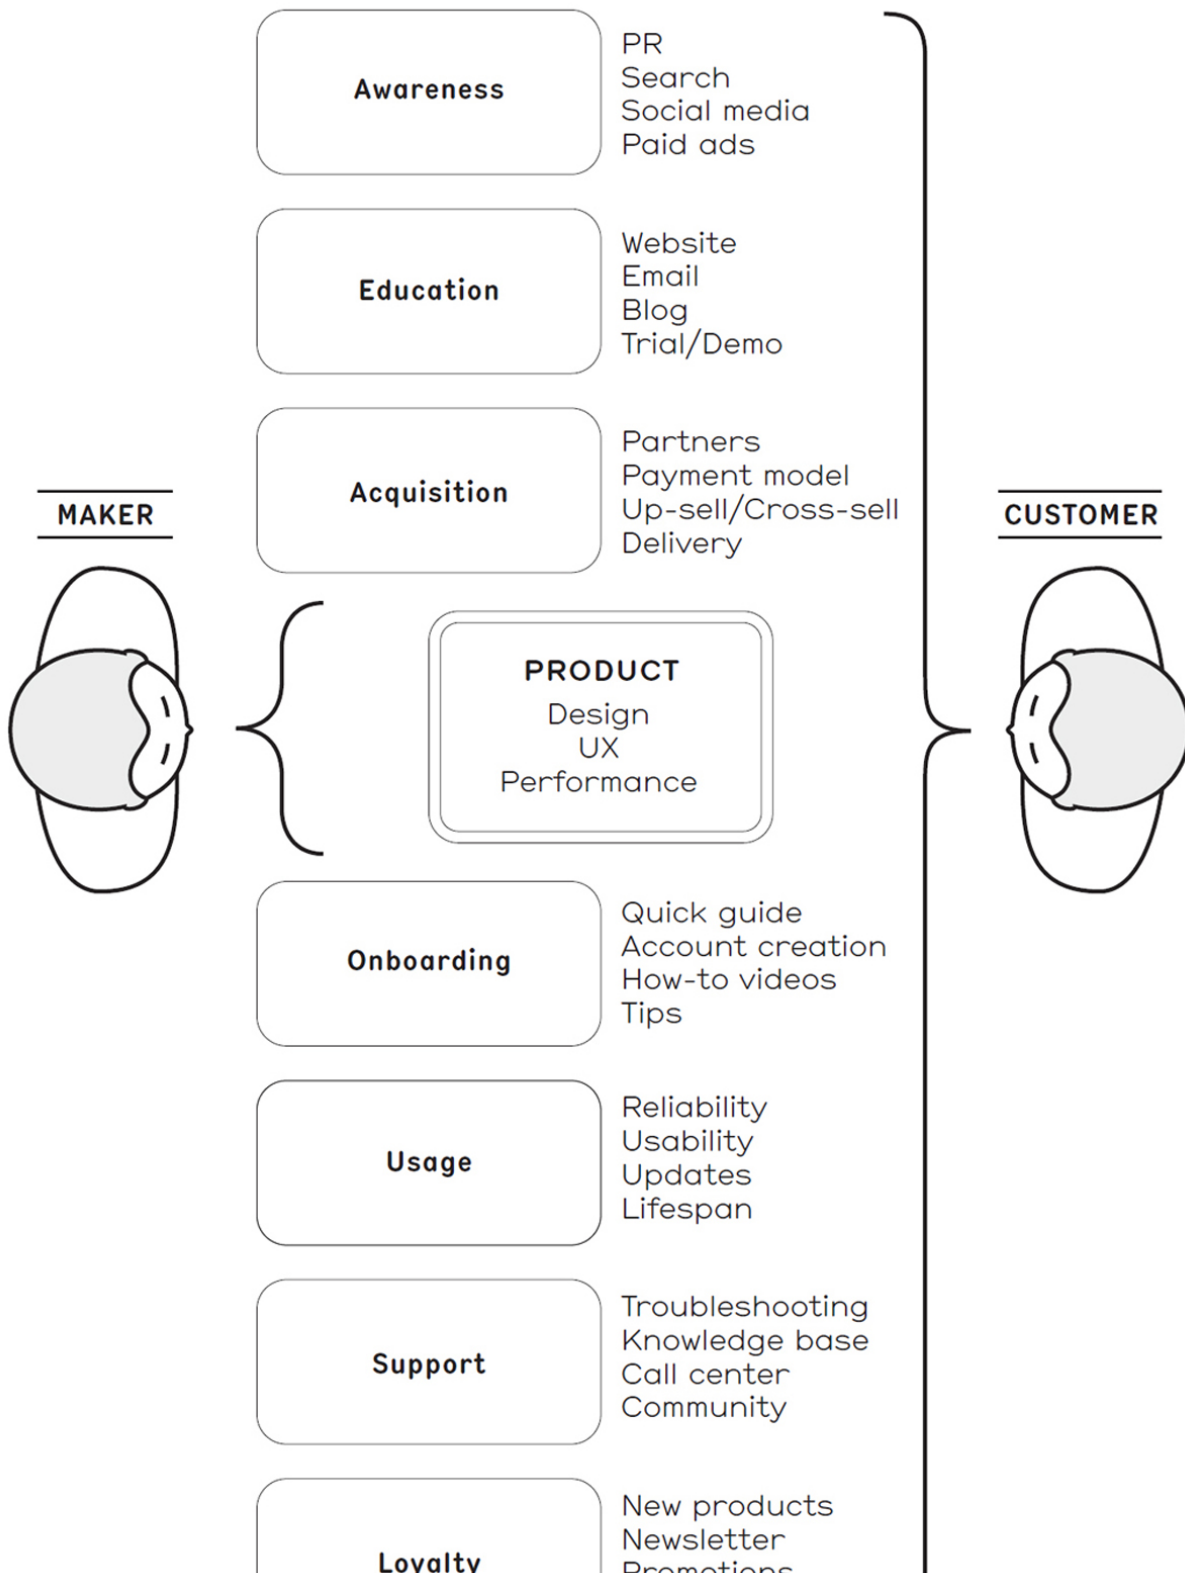 Awareness
PR
Search
Social media
Paid ads
Education
Website
Email
Blog
Trial/Demo
Acquisition
Partners
Payment model
Up-sell/Cross-sell
Delivery
MAKER
CUSTOMER
PRODUCT
Design
UX
Performance
Onboarding
Quick guide
Account creation
How-to videos
Tips
Usage
Reliability
Usability
Updates
Lifespan
Support
Troubleshooting
Knowledge base
Call center
Community
Loyalty
New products
Newsletter
Promotions